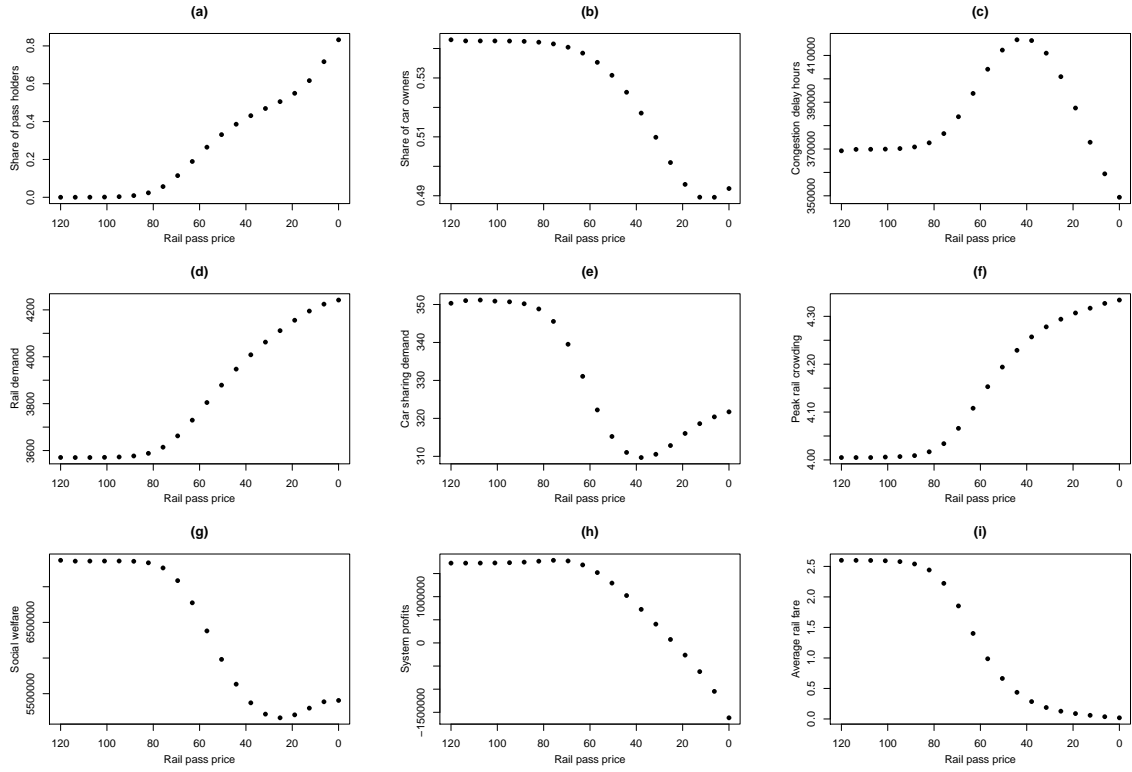 (a)
Share of pass holders
0.0 0.2 0.4 0.6 0.8
120 100 80 60 40 20 0
Rail pass price
(b)
Share of car owners
0.49 0.51 0.53
120 100 80 60 40 20 0
Rail pass price
(c)
Congestion delay hours
350000 370000 390000 410000
120 100 80 60 40 20 0
Rail pass price
(d)
Rail demand
3600 3800 4000 4200
120 100 80 60 40 20 0
Rail pass price
(e)
Car sharing demand
310 320 330 340 350
120 100 80 60 40 20 0
Rail pass price
(f)
Peak rail crowding
4.00 4.10 4.20 4.30
120 100 80 60 40 20 0
Rail pass price
(g)
Social welfare
5500000 6500000
120 100 80 60 40 20 0
Rail pass price
(h)
System profits
−1500000 0 1000000
120 100 80 60 40 20 0
Rail pass price
(i)
Average rail fare
0.0 0.5 1.0 1.5 2.0 2.5
120 100 80 60 40 20 0
Rail pass price